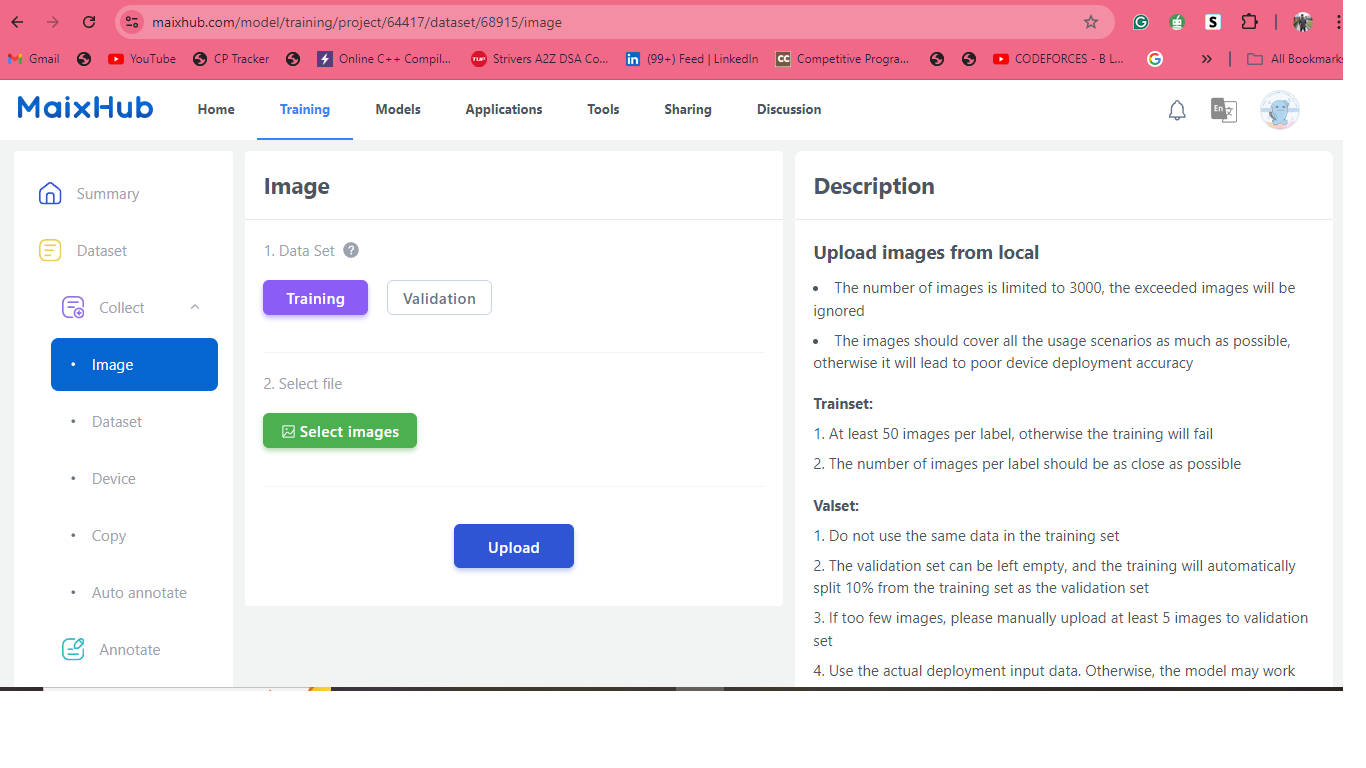 maixhub.com/model/training/project/64417/dataset/68915/image
Gmail YouTube CP Tracker Online C++ Compil... Strivers A2Z DSA Co... (99+) Feed | LinkedIn Competitive Progra... CODEFORCES - B L... All Bookmarks
MaixHub Home Training Models Applications Tools Sharing Discussion
Summary
Dataset
Collect
• Image
• Dataset
• Device
• Copy
• Auto annotate
Annotate
Image
1. Data Set ?
Training Validation
2. Select file
Select images
Upload
Description
Upload images from local
• The number of images is limited to 3000, the exceeded images will be
ignored
• The images should cover all the usage scenarios as much as possible,
otherwise it will lead to poor device deployment accuracy
Trainset:
1. At least 50 images per label, otherwise the training will fail
2. The number of images per label should be as close as possible
Valset:
1. Do not use the same data in the training set
2. The validation set can be left empty, and the training will automatically
split 10% from the training set as the validation set
3. If too few images, please manually upload at least 5 images to validation
set
4. Use the actual deployment input data. Otherwise, the model may work